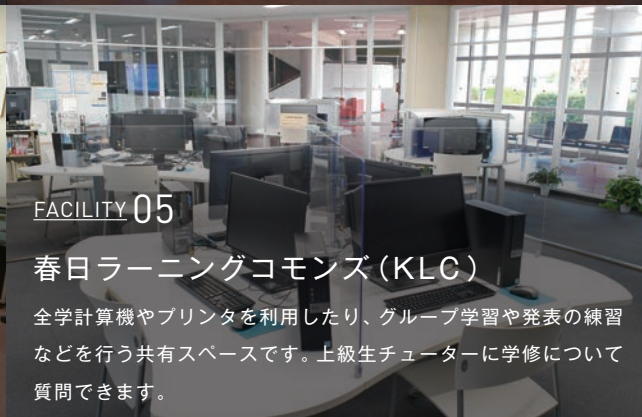 FACILITY 05
春日ラーニングコモンズ(KLC)
全学計算機やプリンタを利用したり、グループ学習や発表の練習
などを行う共有スペースです。上級生チューターに学修について
質問できます。